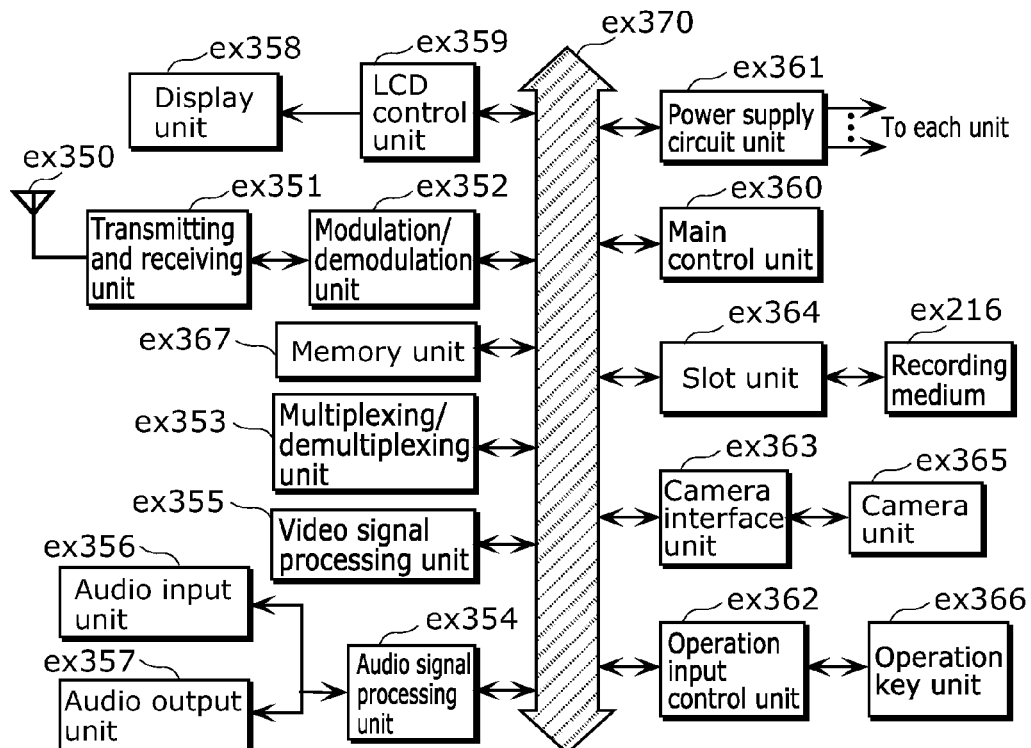 ex358
Display
unit
ex359
LCD
control
unit
ex370
ex361
Power supply
circuit unit
To each unit
ex350
ex351
Transmitting
and receiving
unit
ex352
Modulation/
demodulation
unit
ex360
Main
control unit
ex367
Memory unit
ex364
Slot unit
ex216
Recording
medium
ex353
Multiplexing/
demultiplexing
unit
ex363
Camera
interface
unit
ex365
Camera
unit
ex355
Video signal
processing unit
ex356
Audio input
unit
ex357
Audio output
unit
ex354
Audio signal
processing
unit
ex362
Operation
input
control unit
ex366
Operation
key unit